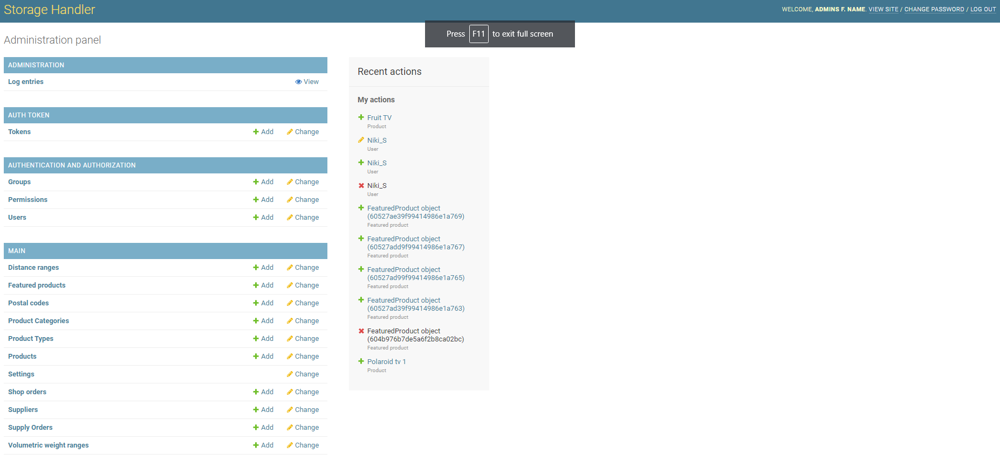 Storage Handler
WELCOME, ADMINS F. NAME. VIEW SITE / CHANGE PASSWORD / LOG OUT
Press F11 to exit full screen
Administration panel
ADMINISTRATION
Log entries View
AUTH TOKEN
Tokens Add Change
AUTHENTICATION AND AUTHORIZATION
Groups Add Change
Permissions Add Change
Users Add Change
MAIN
Distance ranges Add Change
Featured products Add Change
Postal codes Add Change
Product Categories Add Change
Product Types Add Change
Products Add Change
Settings Change
Shop orders Add Change
Suppliers Add Change
Supply Orders Add Change
Volumetric weight ranges Add Change
Recent actions
My actions
Fruit TV
Product
Niki_S
User
Niki_S
User
Niki_S
User
FeaturedProduct object
(60527ae39f99414986e1a769)
Featured product
FeaturedProduct object
(60527add9f99414986e1a767)
Featured product
FeaturedProduct object
(60527ad99f99414986e1a765)
Featured product
FeaturedProduct object
(60527ad39f99414986e1a763)
Featured product
FeaturedProduct object
(604b976b7de5a6f2b8ca02bc)
Featured product
Polaroid tv 1
Product